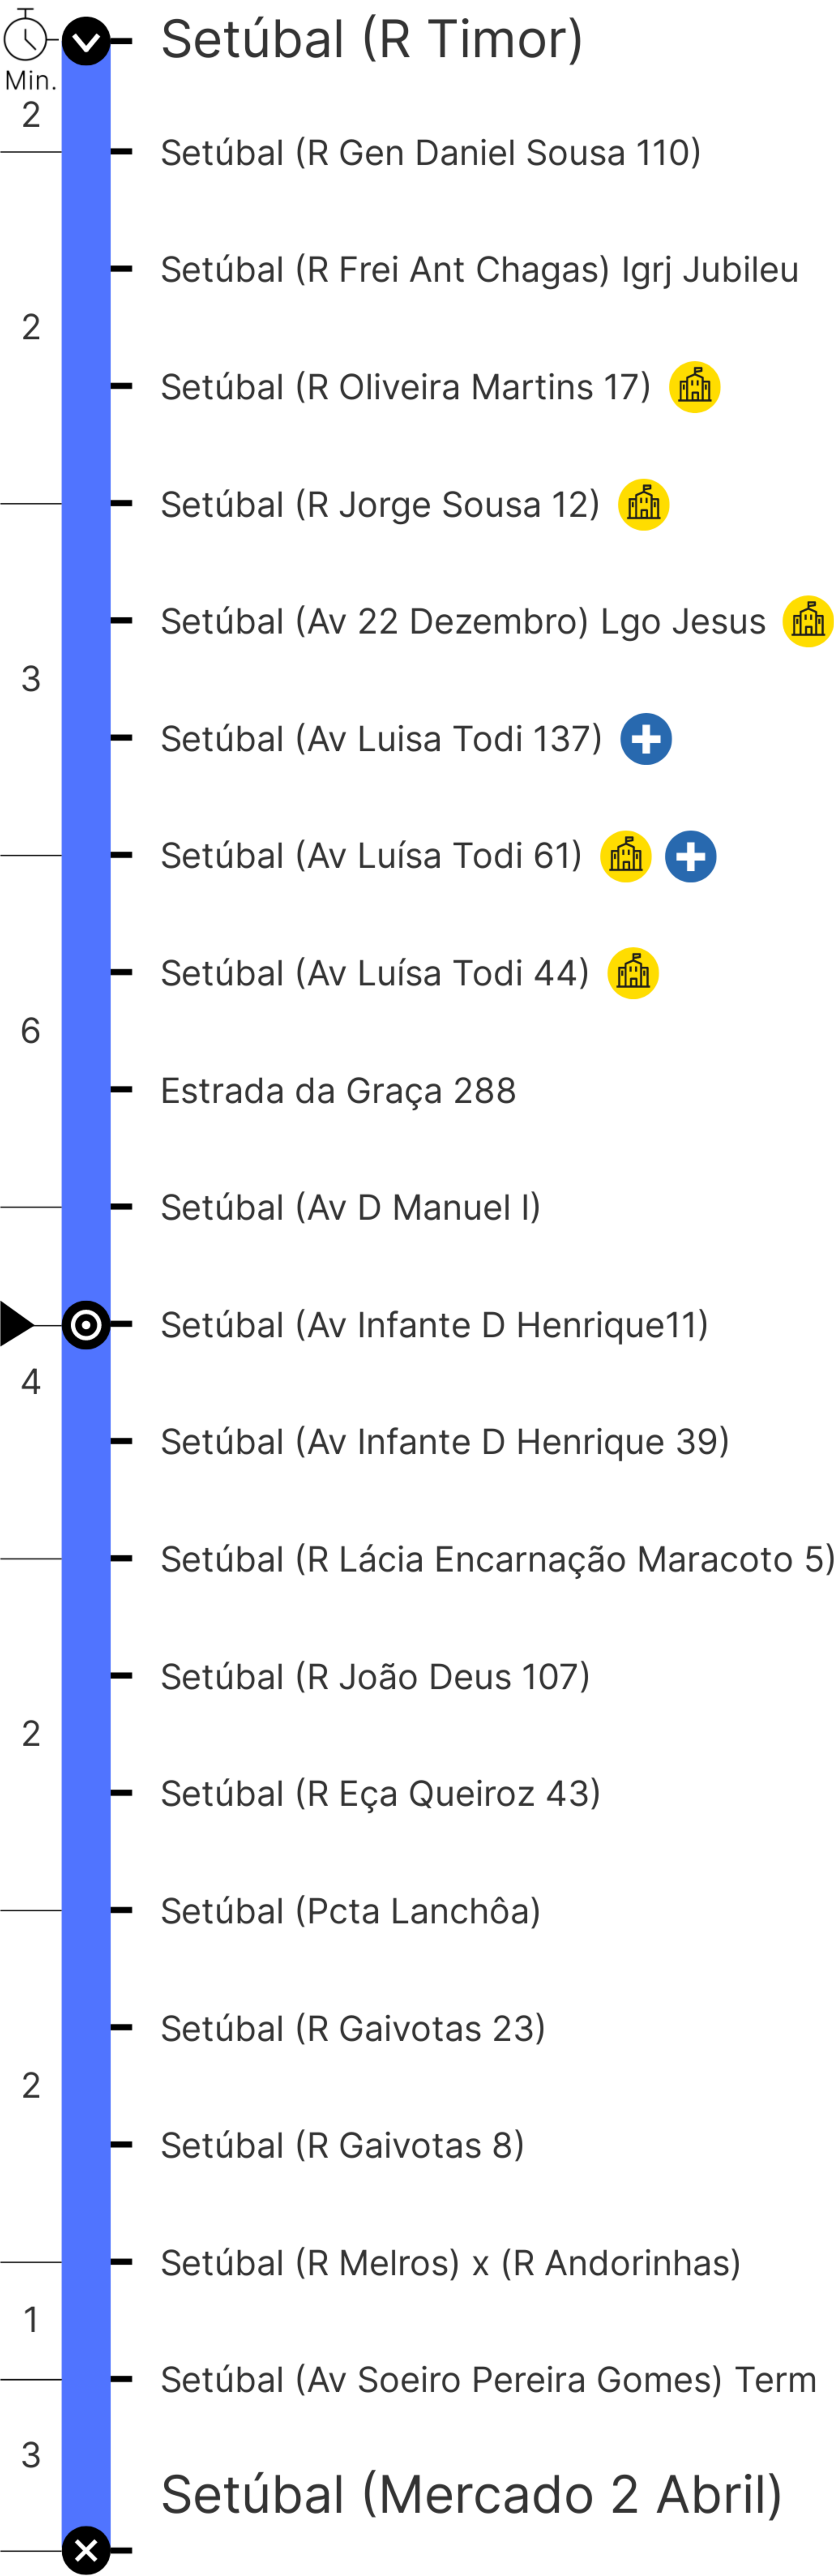 Setúbal (R Timor)
Min.
2
Setúbal (R Gen Daniel Sousa 110)
Setúbal (R Frei Ant Chagas) Igrj Jubileu
2
Setúbal (R Oliveira Martins 17)
Setúbal (R Jorge Sousa 12)
Setúbal (Av 22 Dezembro) Lgo Jesus
3
Setúbal (Av Luisa Todi 137)
Setúbal (Av Luísa Todi 61)
Setúbal (Av Luísa Todi 44)
6
Estrada da Graça 288
Setúbal (Av D Manuel I)
Setúbal (Av Infante D Henrique11)
4
Setúbal (Av Infante D Henrique 39)
Setúbal (R Lácia Encarnação Maracoto 5)
Setúbal (R João Deus 107)
2
Setúbal (R Eça Queiroz 43)
Setúbal (Pcta Lanchôa)
Setúbal (R Gaivotas 23)
2
Setúbal (R Gaivotas 8)
Setúbal (R Melros) x (R Andorinhas)
1
Setúbal (Av Soeiro Pereira Gomes) Term
3
Setúbal (Mercado 2 Abril)